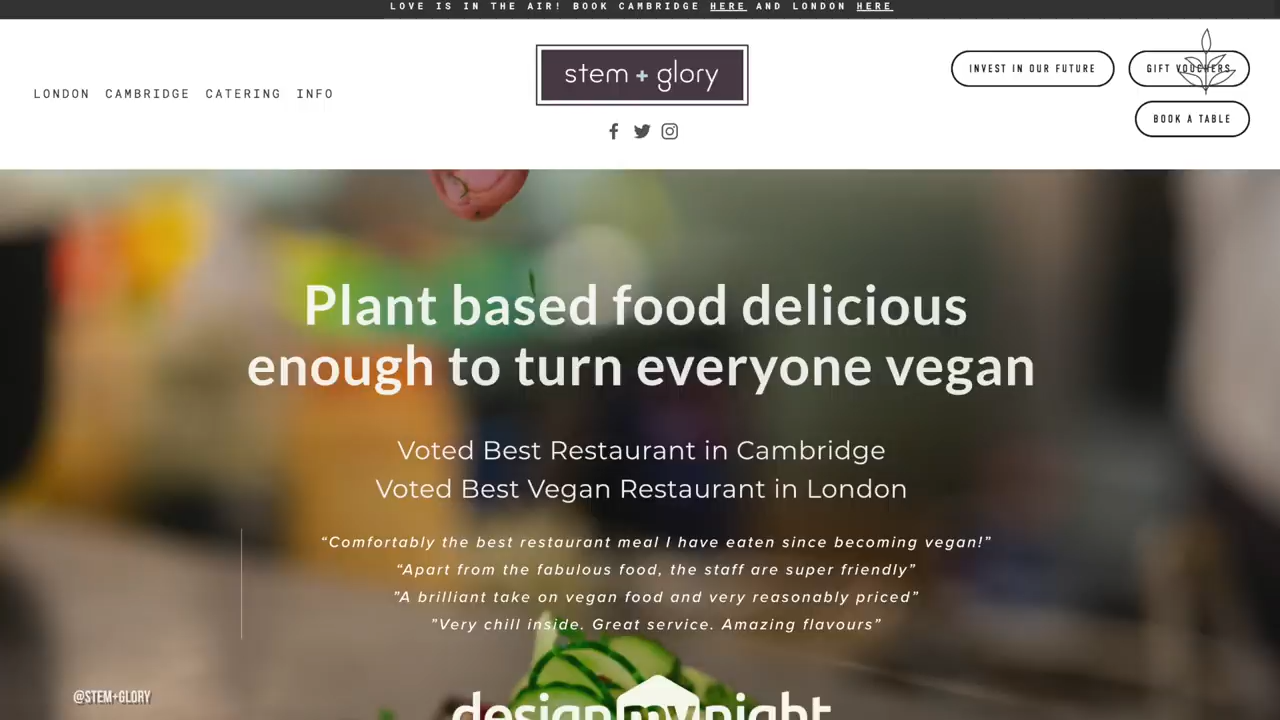 LOVE IS IN THE AIR! BOOK CAMBRIDGE HERE AND LONDON HERE
LONDON CAMBRIDGE CATERING INFO
stem + glory
INVEST IN OUR FUTURE
GIFT VOUCHERS
BOOK A TABLE
Plant based food delicious
enough to turn everyone vegan
Voted Best Restaurant in Cambridge
Voted Best Vegan Restaurant in London
“Comfortably the best restaurant meal I have eaten since becoming vegan!”
“Apart from the fabulous food, the staff are super friendly”
"A brilliant take on vegan food and very reasonably priced”
"Very chill inside. Great service. Amazing flavours”
@STEM+GLORY
designmynight